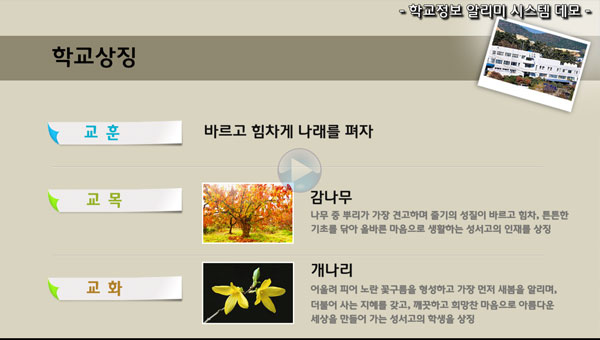 - 학교정보 알리미 시스템 데모 -
학교상징
교 훈
바르고 힘차게 나래를 펴자
교 목
감나무
나무 중 뿌리가 가장 견고하며 줄기의 성질이 바르고 힘차, 튼튼한
기초를 닦아 올바른 마음으로 생활하는 성서고의 인재를 상징
교 화
개나리
어울려 피어 노란 꽃구름을 형성하고 가장 먼저 새봄을 알리며,
더불어 사는 지혜를 갖고, 깨끗하고 희망찬 마음으로 아름다운
세상을 만들어 가는 성서고의 학생을 상징